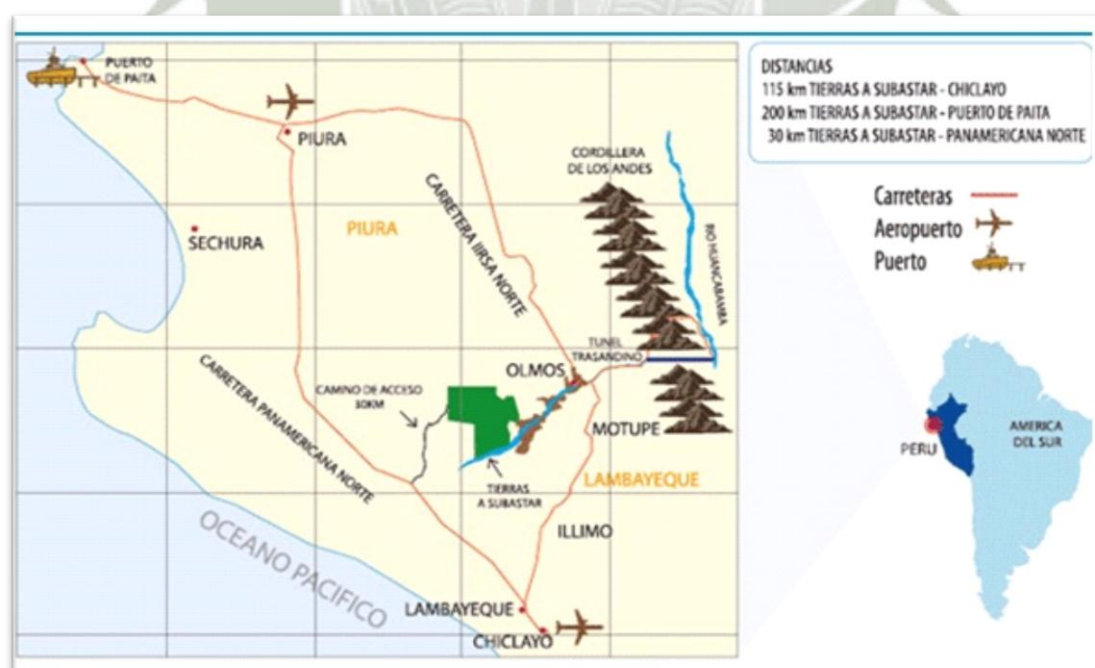 PUERTO
DE PAITA
PIURA
SECHURA
PIURA
CARRETERA IIRSA NORTE
CORDILLERA
DE LOS ANDES
RIO HUANCABAMBA
TUNEL
TRASANDINO
OLMOS
CAMINO DE ACCESO
30KM
CARRETERA PANAMERICANA NORTE
MOTUPE
LAMBAYEQUE
TIERRAS
A SUBASTAR
ILLIMO
OCEANO PACIFICO
LAMBAYEQUE
CHICLAYO
DISTANCIAS
115 km TIERRAS A SUBASTAR - CHICLAYO
200 km TIERRAS A SUBASTAR - PUERTO DE PAITA
30 km TIERRAS A SUBASTAR - PANAMERICANA NORTE
Carreteras
Aeropuerto
Puerto
PERU
AMERICA
DEL SUR